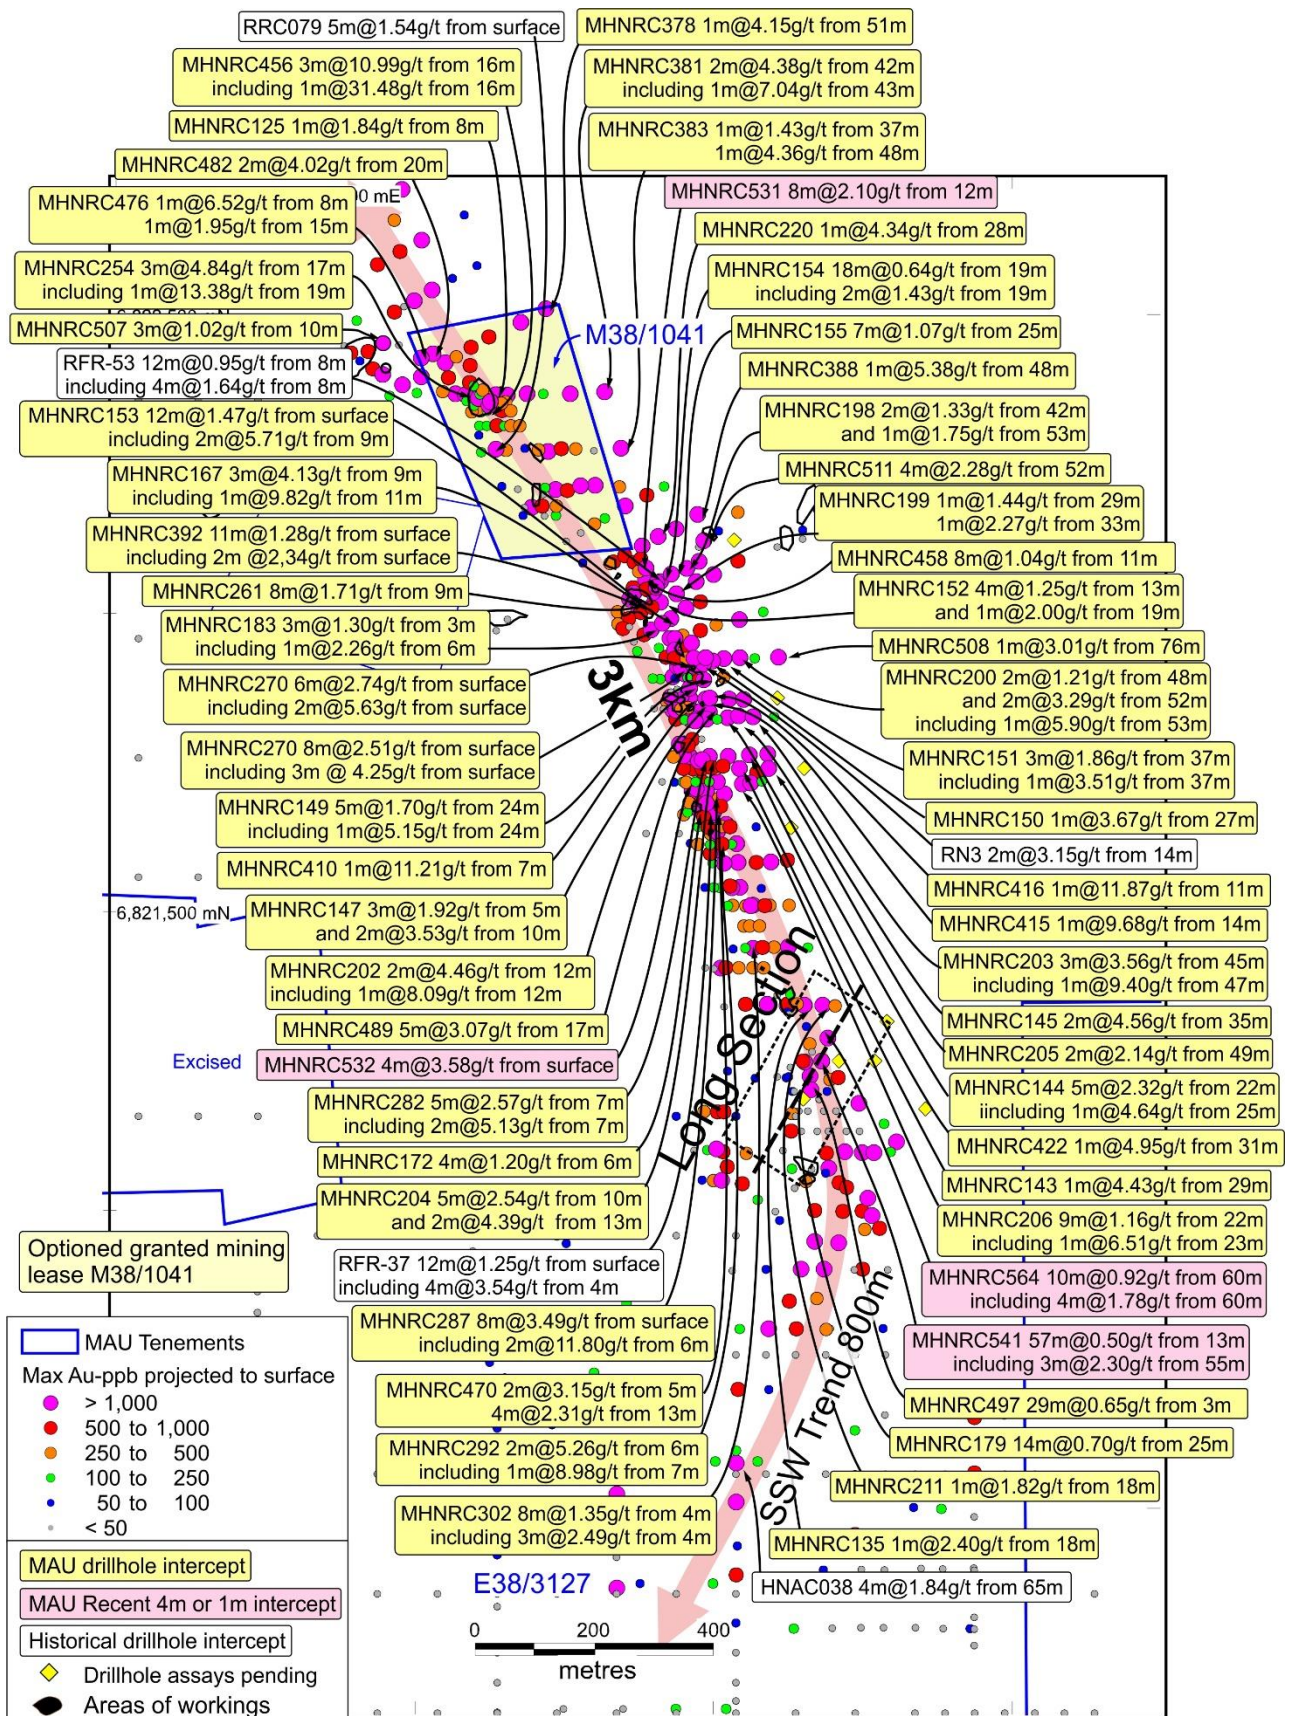 RRC079 5m@1.54g/t from surface
MHNRC378 1m@4.15g/t from 51m
MHNRC456 3m@10.99g/t from 16m
including 1m@31.48g/t from 16m
MHNRC381 2m@4.38g/t from 42m
including 1m@7.04g/t from 43m
MHNRC125 1m@1.84g/t from 8m
MHNRC383 1m@1.43g/t from 37m
1m@4.36g/t from 48m
MHNRC482 2m@4.02g/t from 20m
MHNRC531 8m@2.10g/t from 12m
mE
MHNRC476 1m@6.52g/t from 8m
1m@1.95g/t from 15m
MHNRC220 1m@4.34g/t from 28m
MHNRC254 3m@4.84g/t from 17m
including 1m@13.38g/t from 19m
MHNRC154 18m@0.64g/t from 19m
including 2m@1.43g/t from 19m
MHNRC507 3m@1.02g/t from 10m
M38/1041
MHNRC155 7m@1.07g/t from 25m
RFR-53 12m@0.95g/t from 8m
including 4m@1.64g/t from 8m
MHNRC388 1m@5.38g/t from 48m
MHNRC153 12m@1.47g/t from surface
including 2m@5.71g/t from 9m
MHNRC198 2m@1.33g/t from 42m
and 1m@1.75g/t from 53m
MHNRC167 3m@4.13g/t from 9m
including 1m@9.82g/t from 11m
MHNRC511 4m@2.28g/t from 52m
MHNRC199 1m@1.44g/t from 29m
1m@2.27g/t from 33m
MHNRC392 11m@1.28g/t from surface
including 2m @2,34g/t from surface
MHNRC458 8m@1.04g/t from 11m
MHNRC261 8m@1.71g/t from 9m
MHNRC152 4m@1.25g/t from 13m
and 1m@2.00g/t from 19m
MHNRC183 3m@1.30g/t from 3m
including 1m@2.26g/t from 6m
MHNRC508 1m@3.01g/t from 76m
MHNRC270 6m@2.74g/t from surface
including 2m@5.63g/t from surface
MHNRC200 2m@1.21g/t from 48m
and 2m@3.29g/t from 52m
including 1m@5.90g/t from 53m
3km
MHNRC270 8m@2.51g/t from surface
including 3m @ 4.25g/t from surface
MHNRC151 3m@1.86g/t from 37m
including 1m@3.51g/t from 37m
MHNRC149 5m@1.70g/t from 24m
including 1m@5.15g/t from 24m
MHNRC150 1m@3.67g/t from 27m
RN3 2m@3.15g/t from 14m
MHNRC410 1m@11.21g/t from 7m
MHNRC416 1m@11.87g/t from 11m
6,821,500 mN
MHNRC147 3m@1.92g/t from 5m
and 2m@3.53g/t from 10m
MHNRC415 1m@9.68g/t from 14m
MHNRC202 2m@4.46g/t from 12m
including 1m@8.09g/t from 12m
MHNRC203 3m@3.56g/t from 45m
including 1m@9.40g/t from 47m
Long Section
MHNRC489 5m@3.07g/t from 17m
MHNRC145 2m@4.56g/t from 35m
Excised
MHNRC532 4m@3.58g/t from surface
MHNRC205 2m@2.14g/t from 49m
MHNRC282 5m@2.57g/t from 7m
including 2m@5.13g/t from 7m
MHNRC144 5m@2.32g/t from 22m
iincluding 1m@4.64g/t from 25m
MHNRC422 1m@4.95g/t from 31m
MHNRC172 4m@1.20g/t from 6m
MHNRC143 1m@4.43g/t from 29m
MHNRC204 5m@2.54g/t from 10m
and 2m@4.39g/t from 13m
MHNRC206 9m@1.16g/t from 22m
including 1m@6.51g/t from 23m
Optioned granted mining
lease M38/1041
RFR-37 12m@1.25g/t from surface
including 4m@3.54g/t from 4m
MHNRC564 10m@0.92g/t from 60m
including 4m@1.78g/t from 60m
MHNRC287 8m@3.49g/t from surface
including 2m@11.80g/t from 6m
MHNRC541 57m@0.50g/t from 13m
including 3m@2.30g/t from 55m
SSW Trend 800m
MHNRC470 2m@3.15g/t from 5m
4m@2.31g/t from 13m
MHNRC497 29m@0.65g/t from 3m
MHNRC292 2m@5.26g/t from 6m
including 1m@8.98g/t from 7m
MHNRC179 14m@0.70g/t from 25m
MHNRC211 1m@1.82g/t from 18m
MHNRC302 8m@1.35g/t from 4m
including 3m@2.49g/t from 4m
MHNRC135 1m@2.40g/t from 18m
HNAC038 4m@1.84g/t from 65m
E38/3127
0 200 400
metres
MAU Tenements
Max Au-ppb projected to surface
> 1,000
500 to 1,000
250 to 500
100 to 250
50 to 100
< 50
MAU drillhole intercept
MAU Recent 4m or 1m intercept
Historical drillhole intercept
Drillhole assays pending
Areas of workings